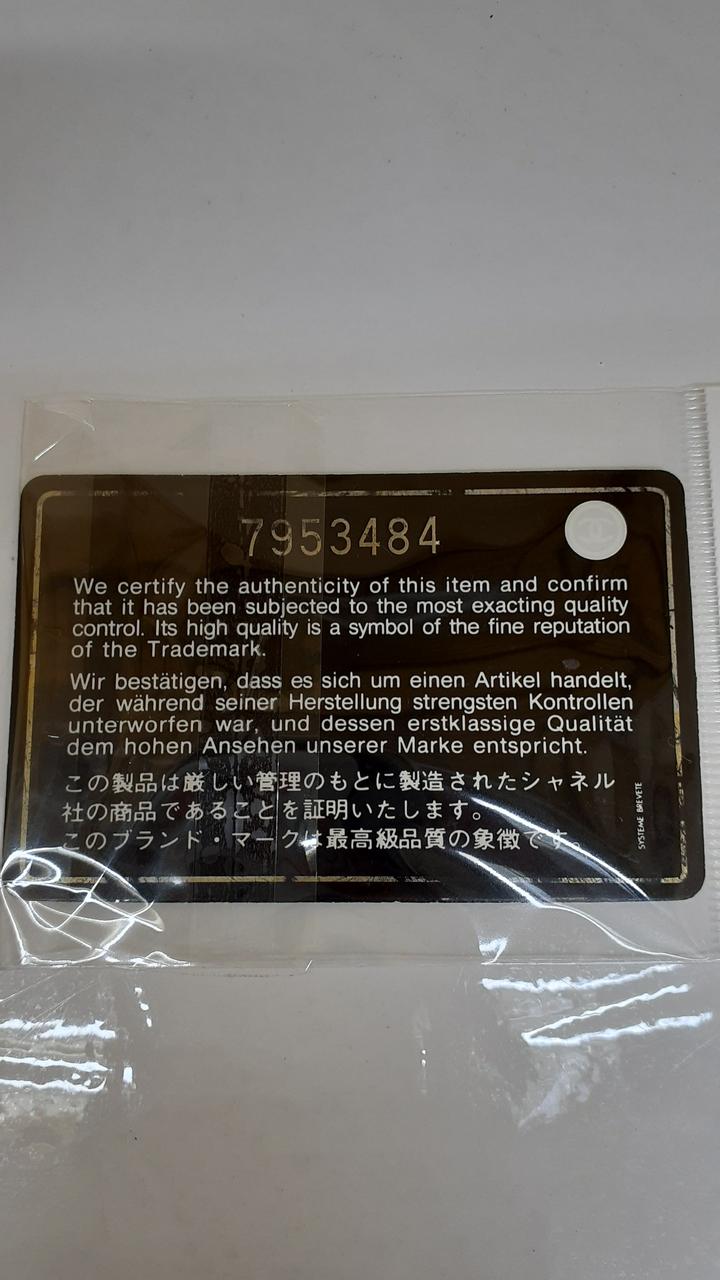 7953484
We certify the authenticity of this item and confirm
that it has been subjected to the most exacting quality
control. Its high quality is a symbol of the fine reputation
of the Trademark.
Wir bestätigen, dass es sich um einen Artikel handelt,
der während seiner Herstellung strengsten Kontrollen
unterworfen war, und dessen erstklassige Qualität
dem hohen Ansehen unserer Marke entspricht.
この製品は厳しい管理のもとに製造されたシャネル
社の商品であることを証明いたします。
このブランド・マークは最高級品質の象徴です。
SYSTEME BREVETE